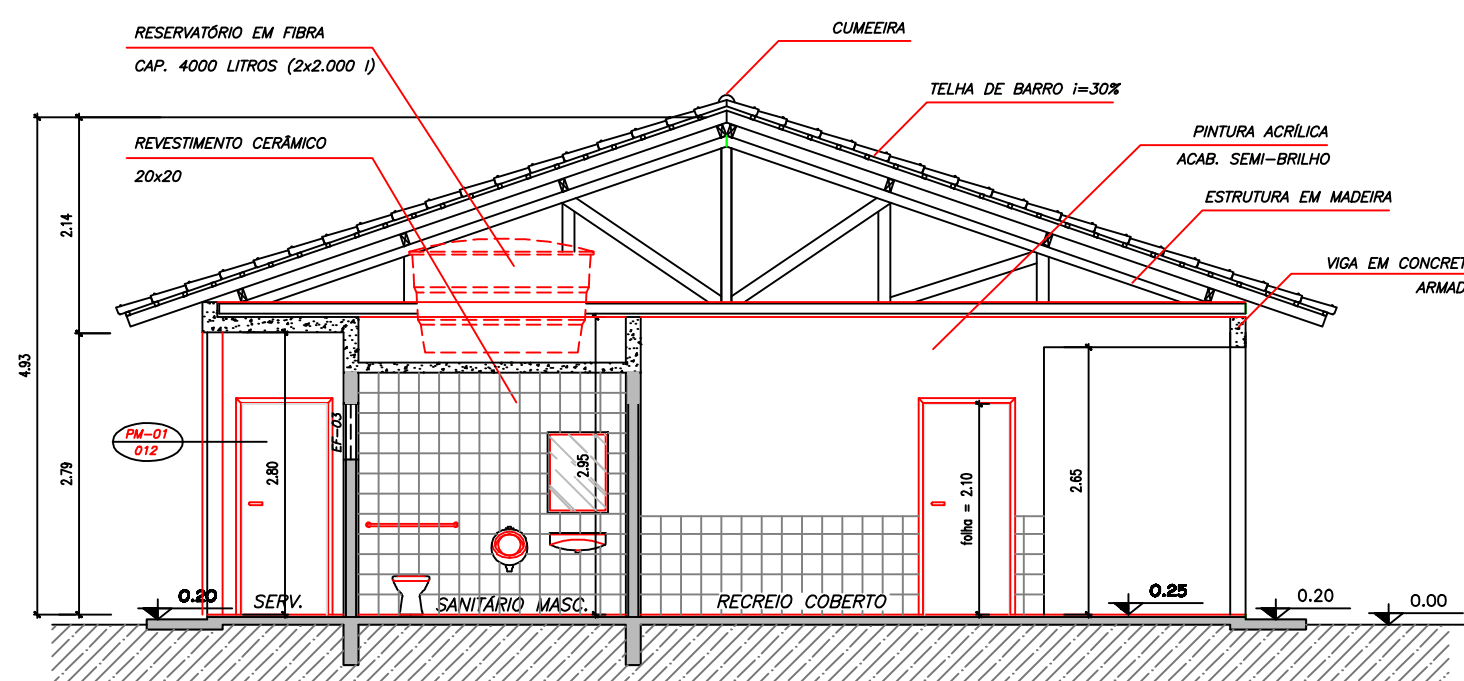 RESERVATÓRIO EM FIBRA
CAP. 4000 LITROS (2x2.000 l)
CUMEEIRA
TELHA DE BARRO i=30%
REVESTIMENTO CERÂMICO
20x20
PINTURA ACRÍLICA
ACAB. SEMI-BRILHO
ESTRUTURA EM MADEIRA
VIGA EM CONCRET
ARMAD
2.14
4.93
2.79
PM-01
012
EF-03
2.80
2.95
folha = 2.10
2.65
0.20
SERV.
SANITÁRIO MASC.
RECREIO COBERTO
0.25
0.20
0.00